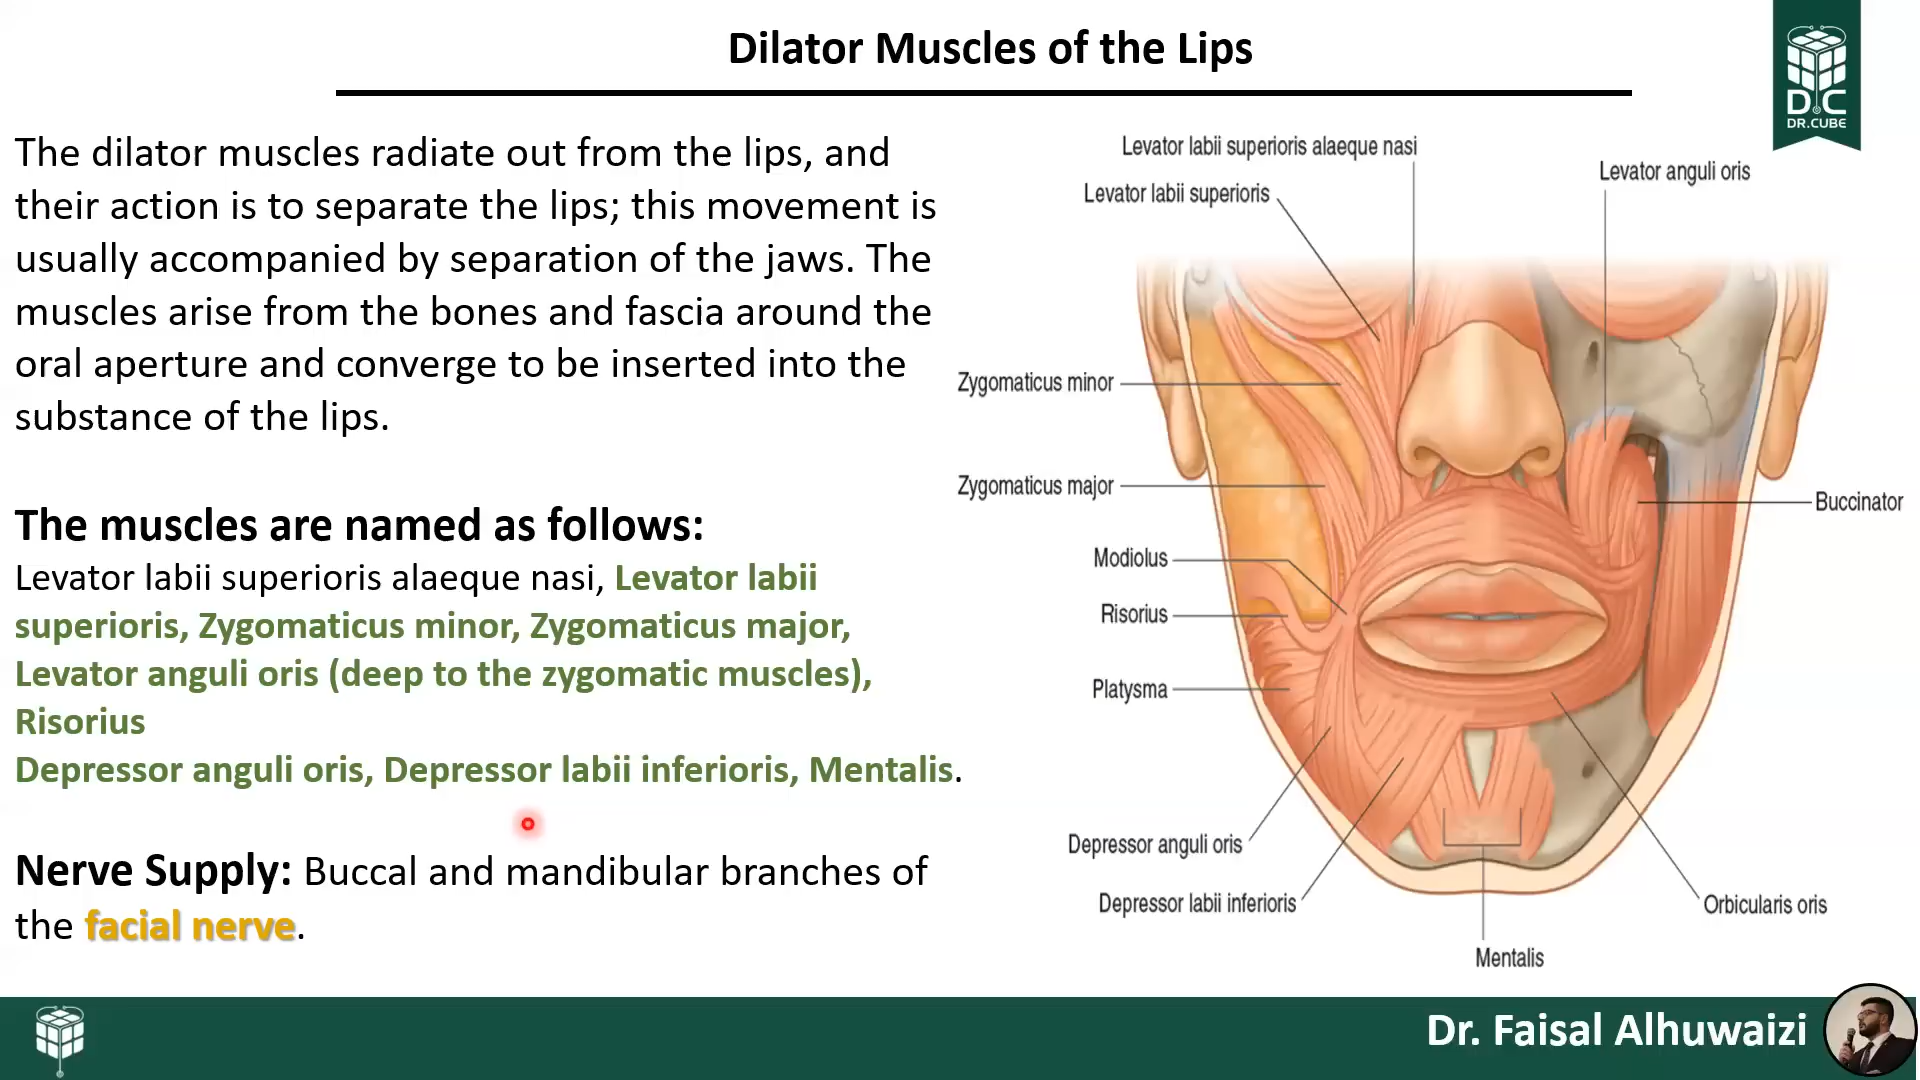 Dilator Muscles of the Lips
D C
DR.CUBE
The dilator muscles radiate out from the lips, and
their action is to separate the lips; this movement is
usually accompanied by separation of the jaws. The
muscles arise from the bones and fascia around the
oral aperture and converge to be inserted into the
substance of the lips.
The muscles are named as follows:
Levator labii superioris alaeque nasi, Levator labii
superioris, Zygomaticus minor, Zygomaticus major,
Levator anguli oris (deep to the zygomatic muscles),
Risorius
Depressor anguli oris, Depressor labii inferioris, Mentalis.
Nerve Supply: Buccal and mandibular branches of
the facial nerve.
Levator labii superioris alaeque nasi
Levator labii superioris
Levator anguli oris
Zygomaticus minor
Zygomaticus major
Buccinator
Modiolus
Risorius
Platysma
Depressor anguli oris
Depressor labii inferioris
Orbicularis oris
Mentalis
Dr. Faisal Alhuwaizi